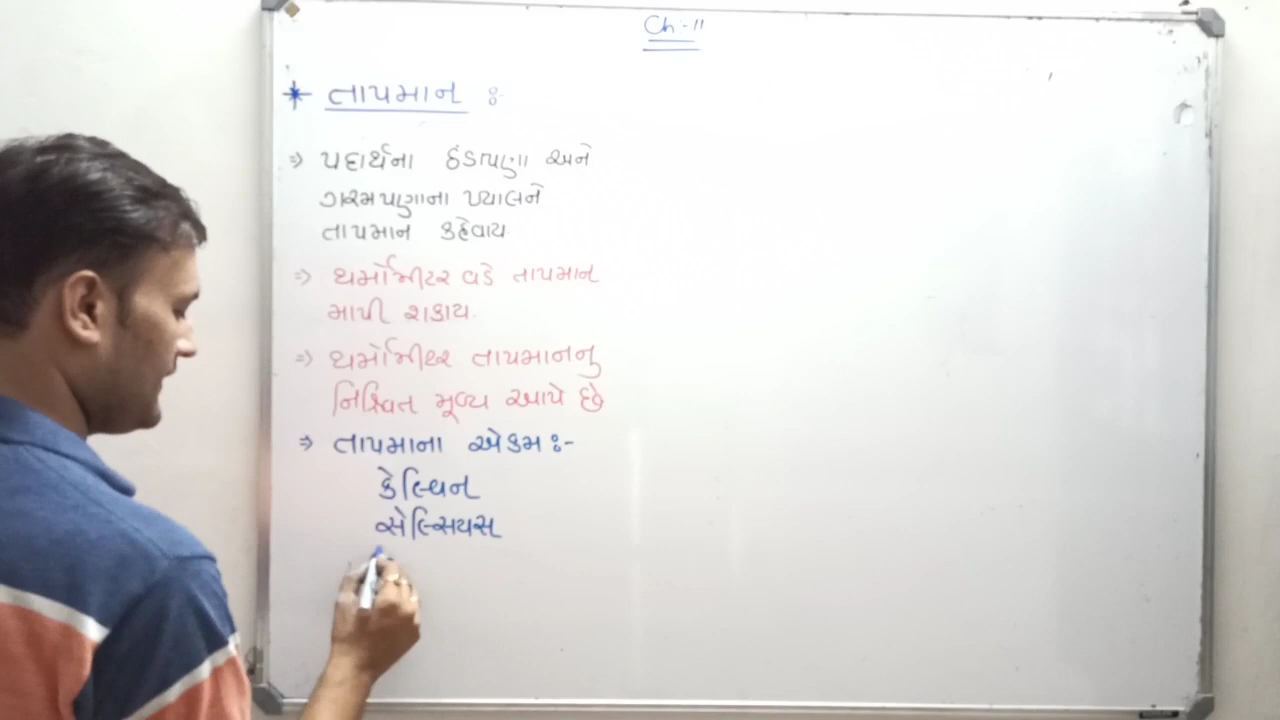 Ch :- 11
* તાપમાન :-
⇒ પદાર્થના ઠંડાપણા અને
ગરમપણાના ખ્યાલને
તાપમાન કહેવાય.
⇒ થર્મોમીટર વડે તાપમાન
માપી શકાય.
⇒ થર્મોમીટર તાપમાનનુ
નિશ્ચિત મૂલ્ય આપે છે
⇒ તાપમાના એકમ :-
કેલ્વિન
સેલ્સિયસ